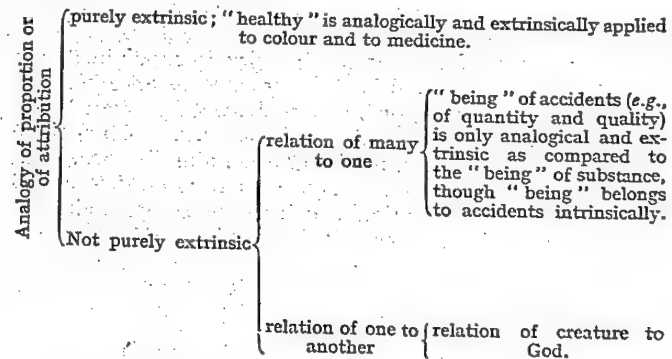 Analogy of proportion or
of attribution
purely extrinsic; "healthy" is analogically and extrinsically applied
to colour and to medicine.
Not purely extrinsic
relation of many
to one
"being" of accidents (e.g.,
of quantity and quality)
is only analogical and ex-
trinsic as compared to
the "being" of substance,
though "being" belongs
to accidents intrinsically.
relation of one to
another
relation of creature to
God.